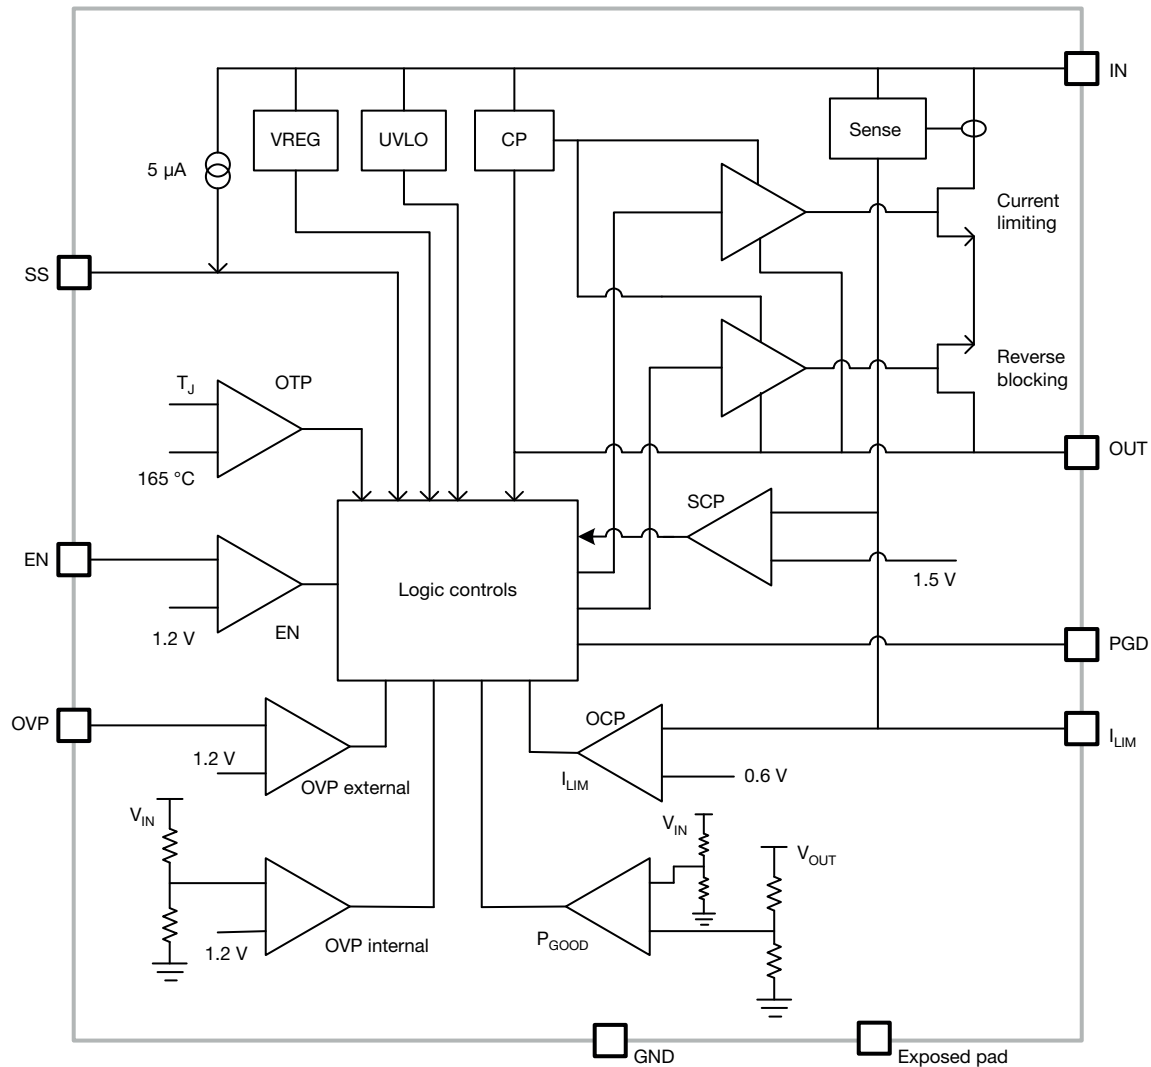 IN
VREG
UVLO
CP
Sense
5 µA
Current
limiting
SS
Reverse
blocking
T_J
OTP
165 °C
OUT
SCP
EN
1.5 V
Logic controls
1.2 V
EN
PGD
OVP
OCP
1.2 V
I_LIM
0.6 V
I_LIM
OVP external
V_IN
V_IN
V_OUT
P_GOOD
OVP internal
1.2 V
GND
Exposed pad